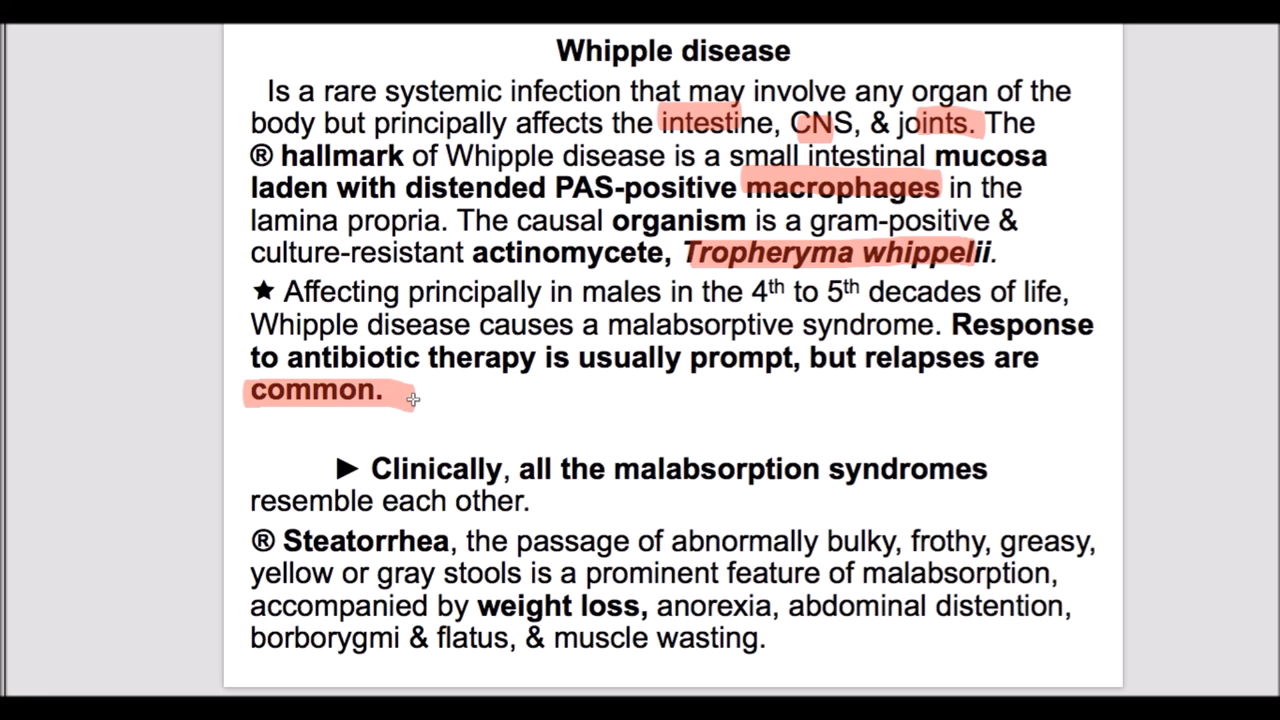 Whipple disease
Is a rare systemic infection that may involve any organ of the
body but principally affects the intestine, CNS, & joints. The
® hallmark of Whipple disease is a small intestinal mucosa
laden with distended PAS-positive macrophages in the
lamina propria. The causal organism is a gram-positive &
culture-resistant actinomycete, Tropheryma whippelii.
★ Affecting principally in males in the 4th to 5th decades of life,
Whipple disease causes a malabsorptive syndrome. Response
to antibiotic therapy is usually prompt, but relapses are
common.
► Clinically, all the malabsorption syndromes
resemble each other.
® Steatorrhea, the passage of abnormally bulky, frothy, greasy,
yellow or gray stools is a prominent feature of malabsorption,
accompanied by weight loss, anorexia, abdominal distention,
borborygmi & flatus, & muscle wasting.